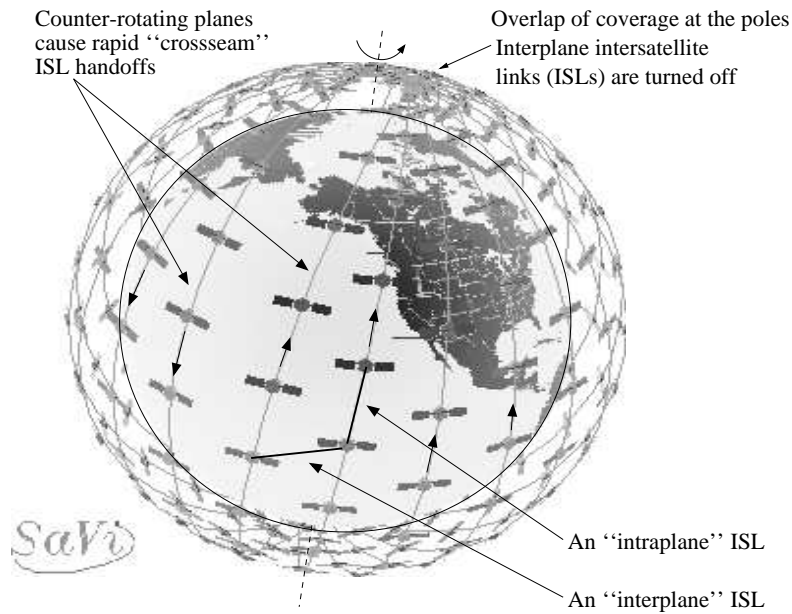 Counter-rotating planes
cause rapid ‘‘crossseam’’
ISL handoffs
Overlap of coverage at the poles
Interplane intersatellite
links (ISLs) are turned off
An ‘‘intraplane’’ ISL
An ‘‘interplane’’ ISL
SaVi